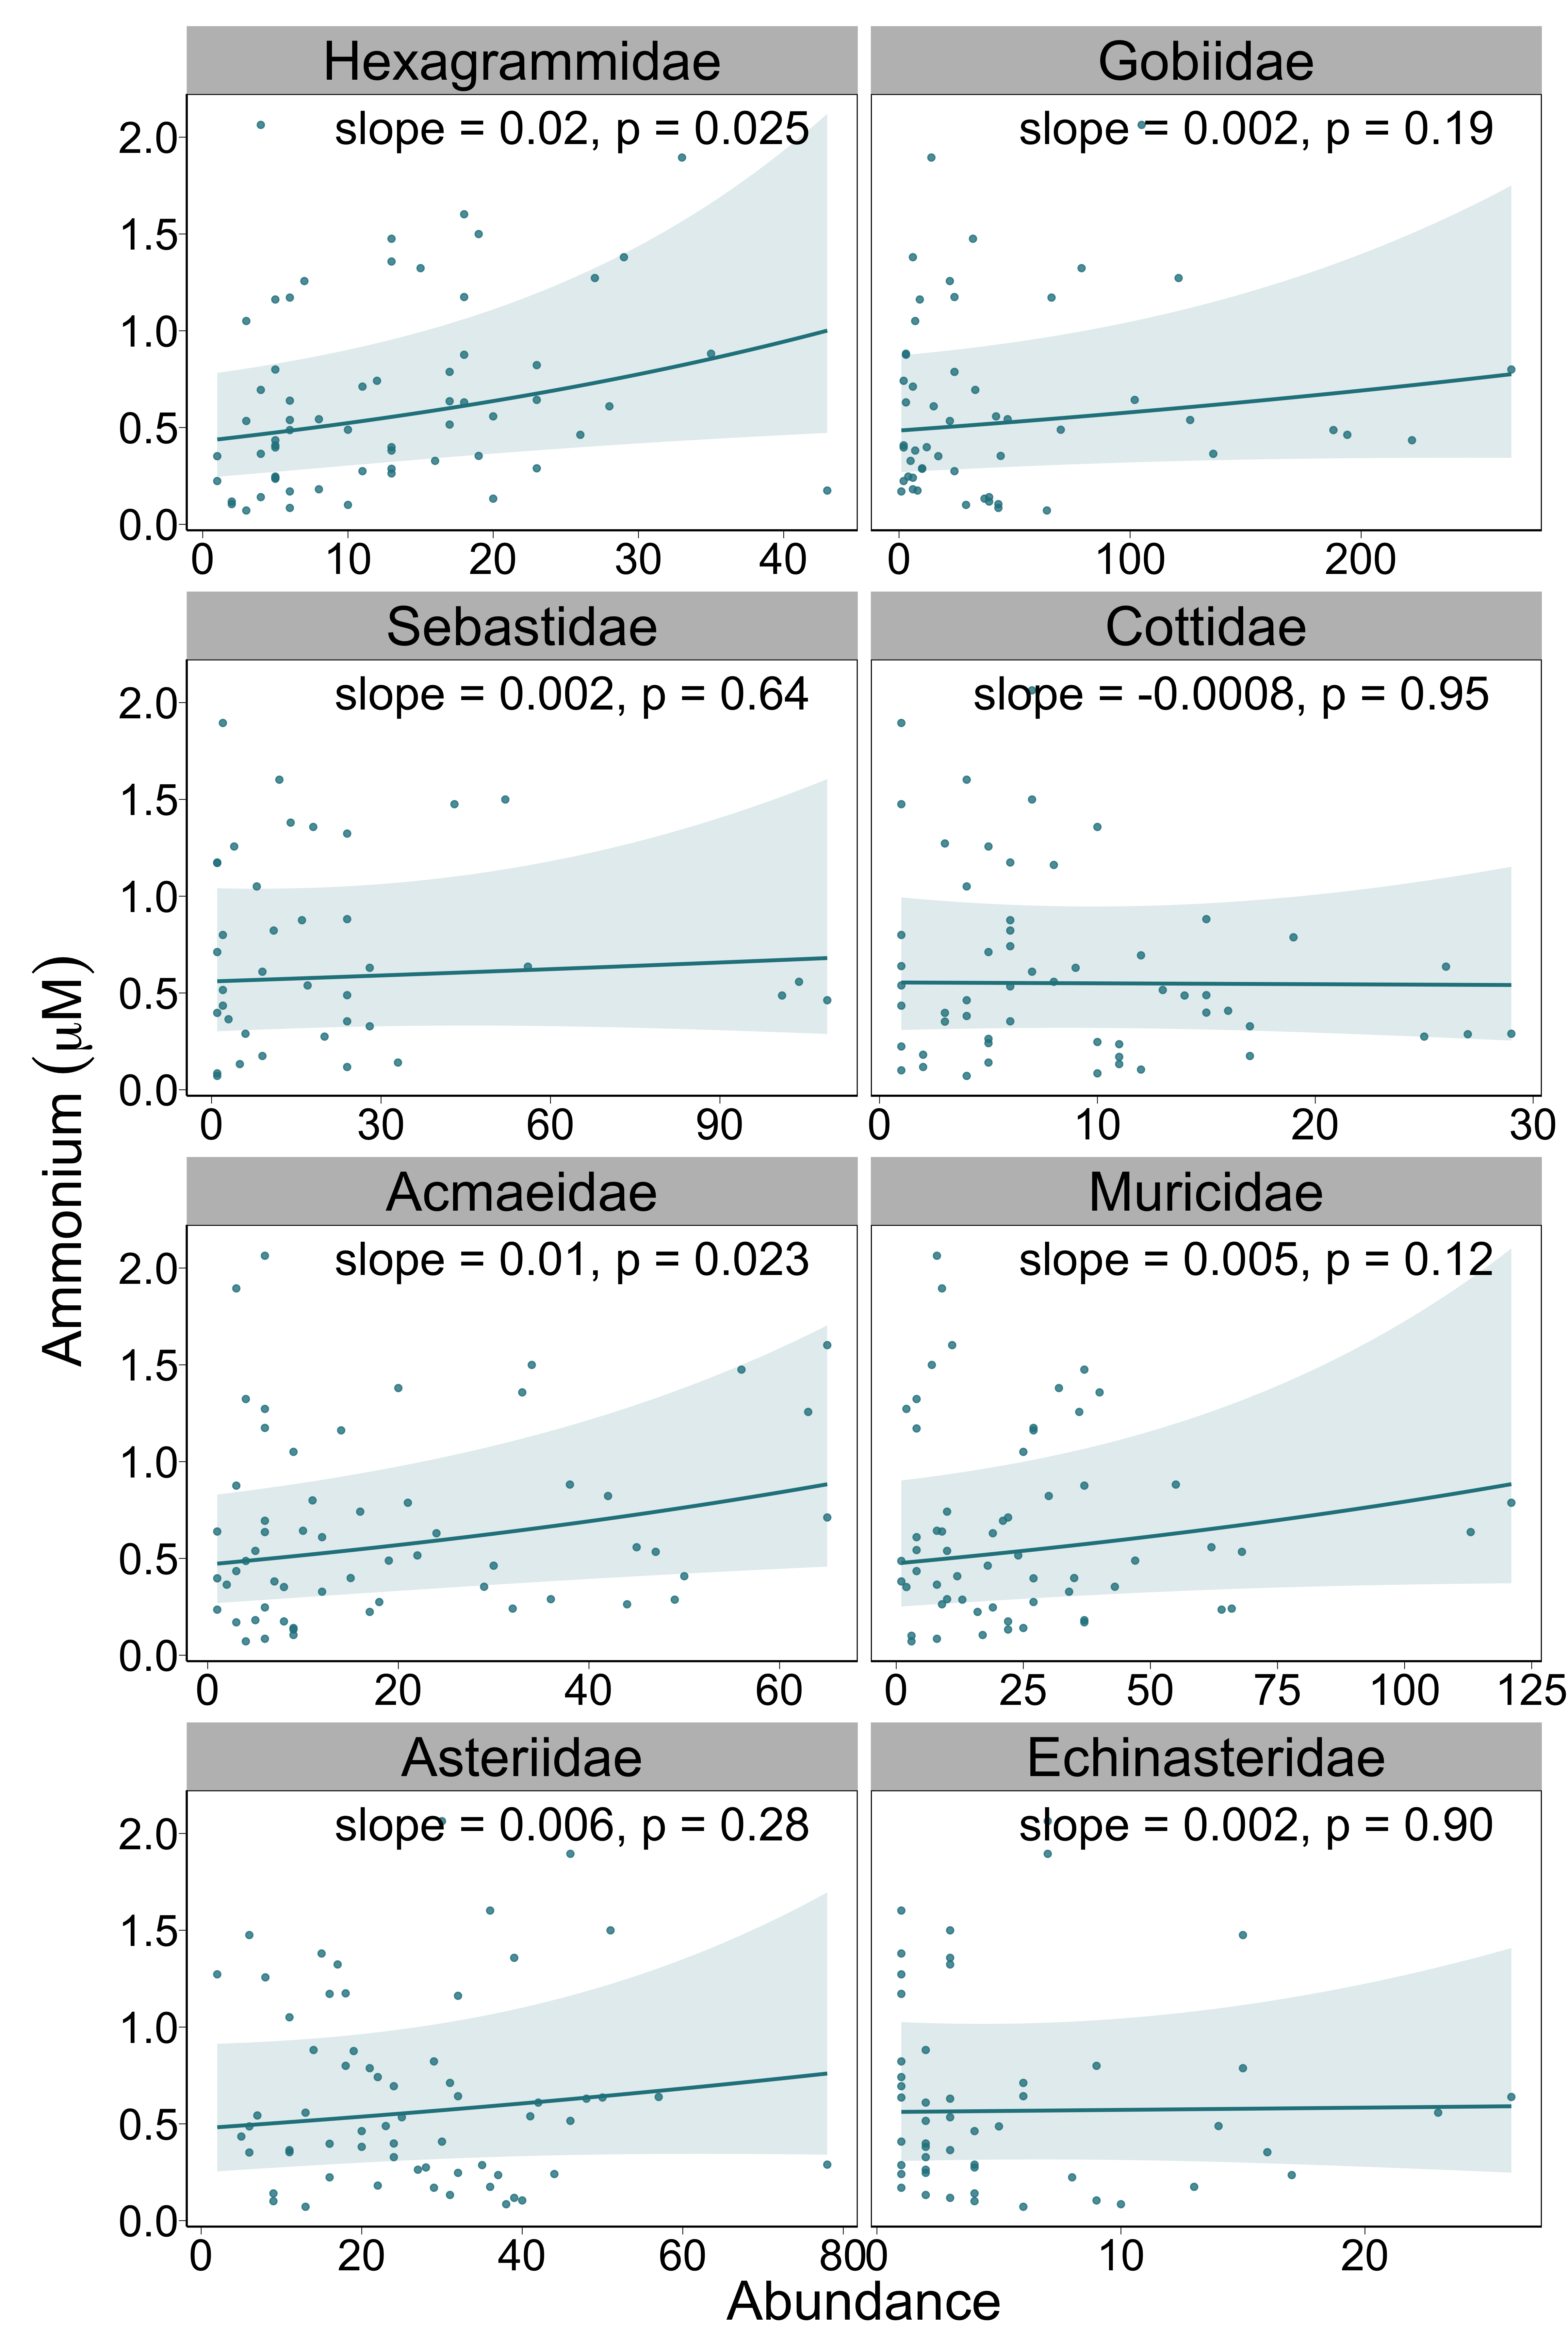 Hexagrammidae
Gobiidae
slope = 0.02, p = 0.025
slope = 0.002, p = 0.19
2.0
1.5
1.0
0.5
0.0
0 10 20 30 40
0 100 200
Sebastidae
Cottidae
slope = 0.002, p = 0.64
slope = -0.0008, p = 0.95
2.0
1.5
1.0
0.5
0.0
0 30 60 90
0 10 20 30
Ammonium (μM)
Acmaeidae
Muricidae
slope = 0.01, p = 0.023
slope = 0.005, p = 0.12
2.0
1.5
1.0
0.5
0.0
0 20 40 60
0 25 50 75 100 125
Asteriidae
Echinasteridae
slope = 0.006, p = 0.28
slope = 0.002, p = 0.90
2.0
1.5
1.0
0.5
0.0
0 20 40 60 80
0 10 20
Abundance